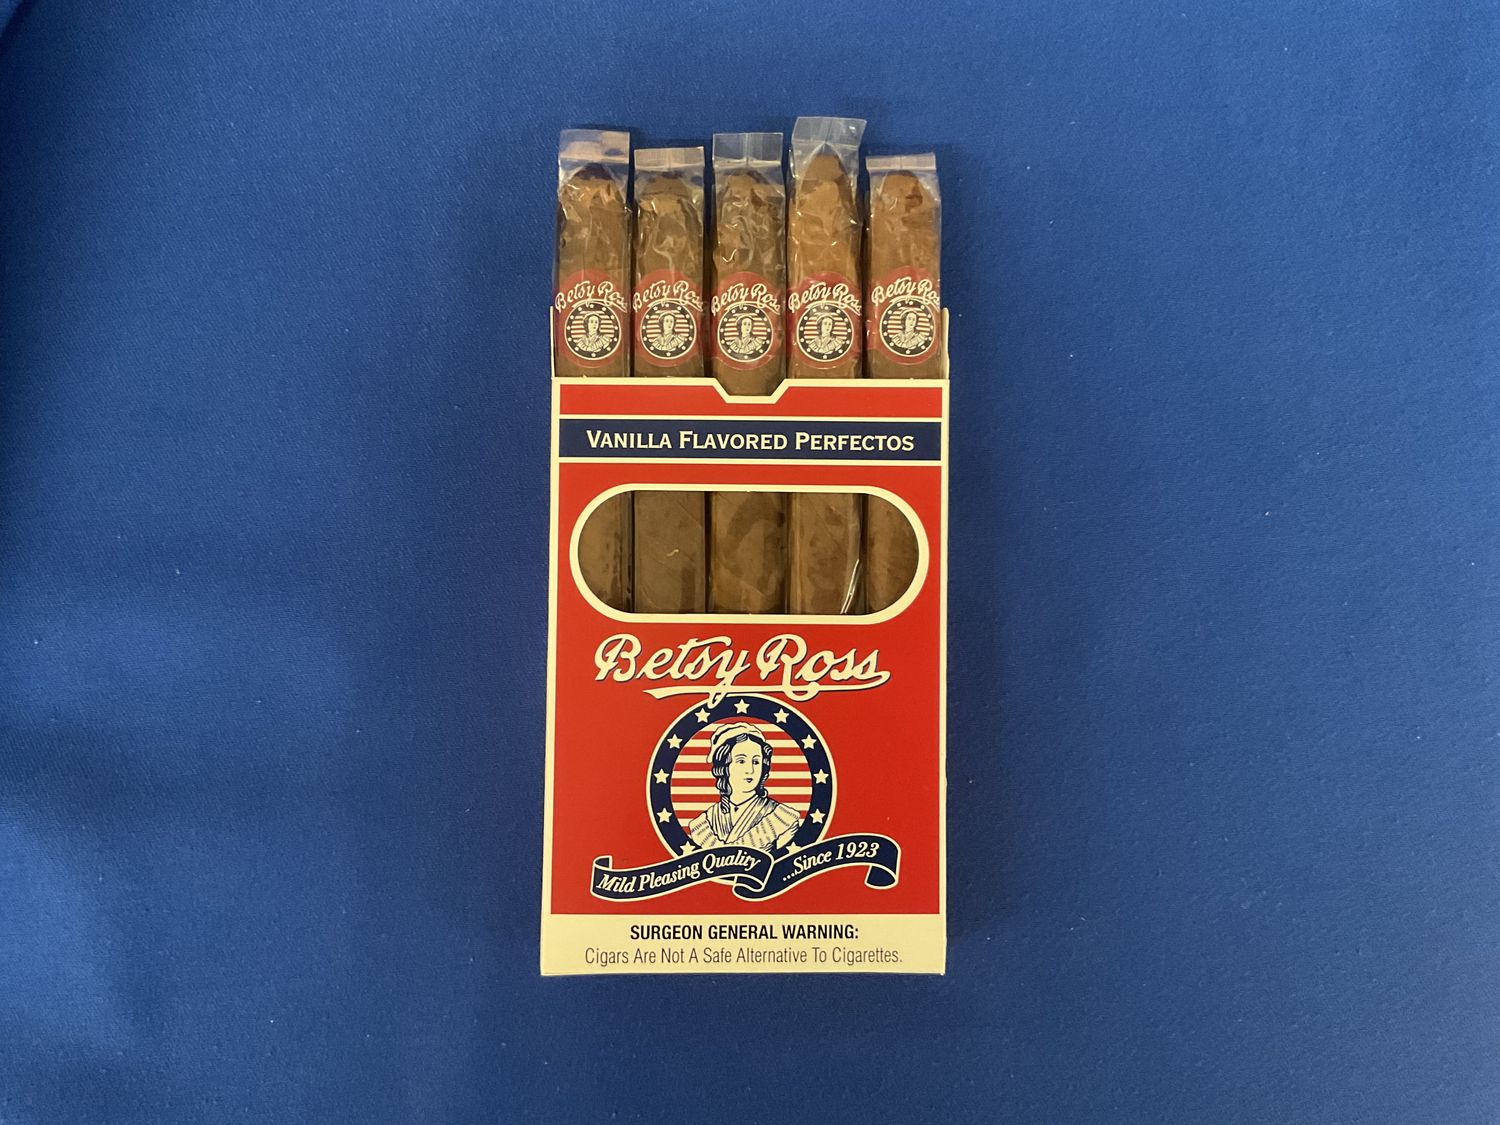 Betsy Ross
Betsy Ross
Betsy Ross
Betsy Ross
Betsy Ross
VANILLA FLAVORED PERFECTOS
Betsy Ross
Mild Pleasing Quality ...Since 1923
SURGEON GENERAL WARNING:
Cigars Are Not A Safe Alternative To Cigarettes.